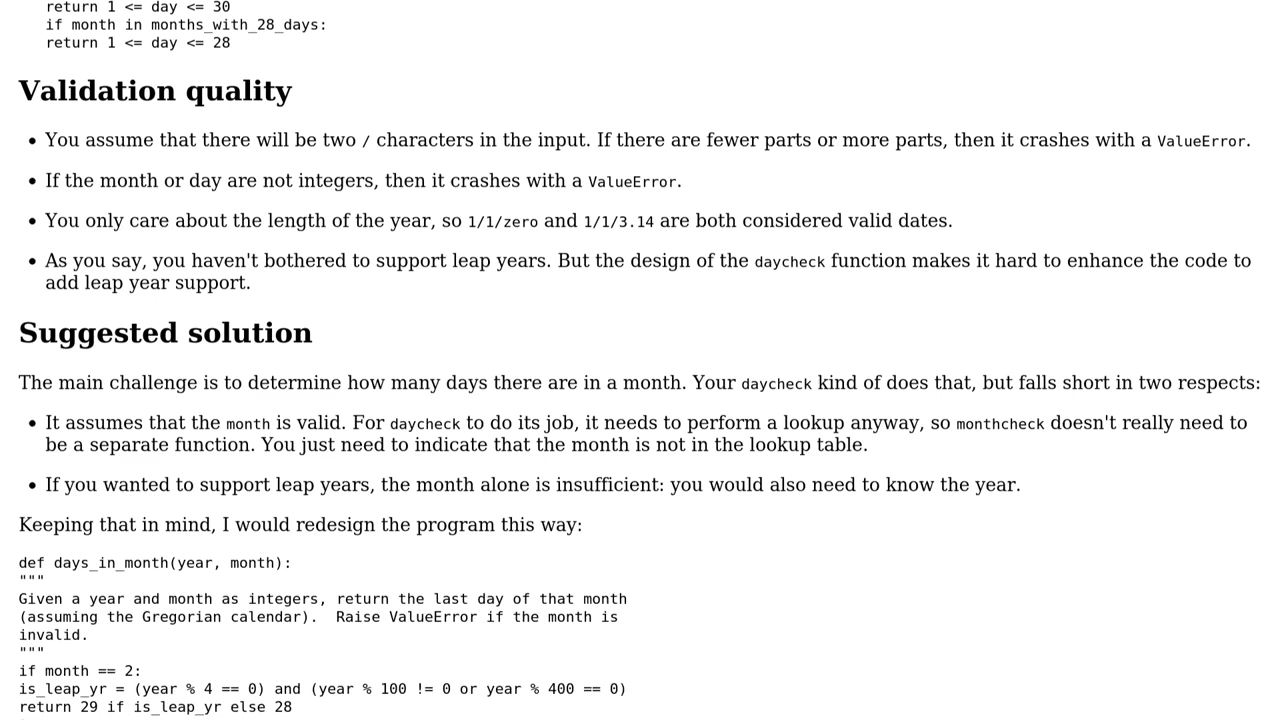 return 1 <= day <= 30
if month in months_with_28_days:
return 1 <= day <= 28
Validation quality
• You assume that there will be two / characters in the input. If there are fewer parts or more parts, then it crashes with a ValueError.
• If the month or day are not integers, then it crashes with a ValueError.
• You only care about the length of the year, so 1/1/zero and 1/1/3.14 are both considered valid dates.
• As you say, you haven't bothered to support leap years. But the design of the daycheck function makes it hard to enhance the code to
add leap year support.
Suggested solution
The main challenge is to determine how many days there are in a month. Your daycheck kind of does that, but falls short in two respects:
• It assumes that the month is valid. For daycheck to do its job, it needs to perform a lookup anyway, so monthcheck doesn't really need to
be a separate function. You just need to indicate that the month is not in the lookup table.
• If you wanted to support leap years, the month alone is insufficient: you would also need to know the year.
Keeping that in mind, I would redesign the program this way:
def days_in_month(year, month):
"""
Given a year and month as integers, return the last day of that month
(assuming the Gregorian calendar).  Raise ValueError if the month is
invalid.
"""
if month == 2:
is_leap_yr = (year % 4 == 0) and (year % 100 != 0 or year % 400 == 0)
return 29 if is_leap_yr else 28